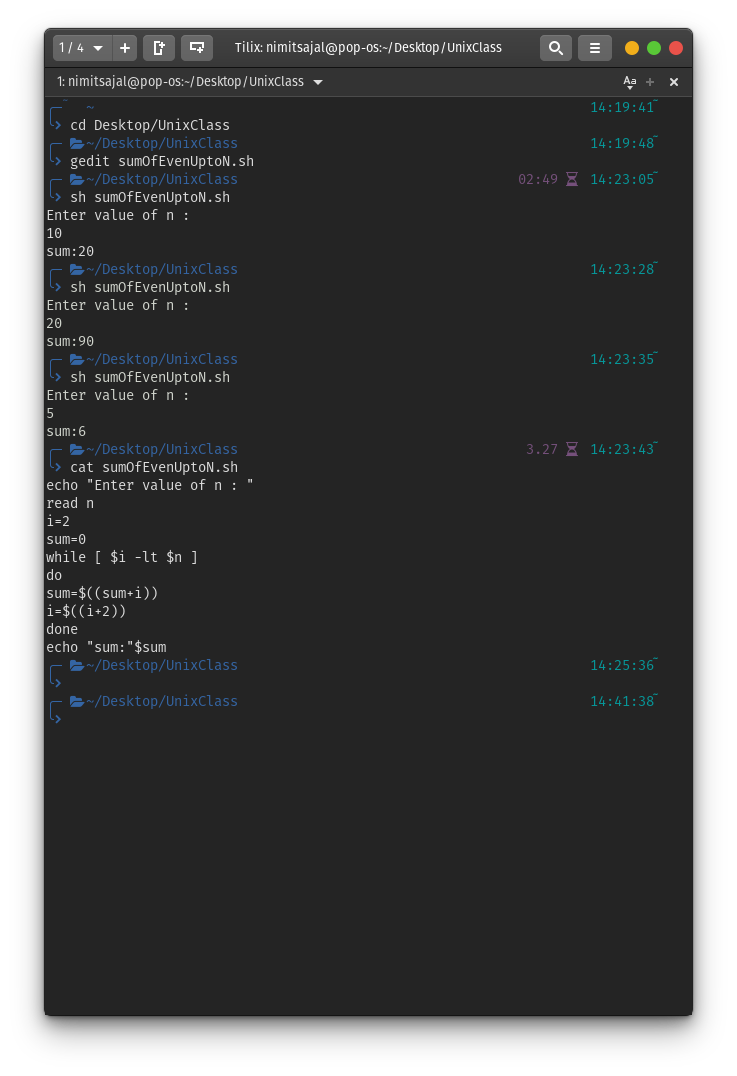 1 / 4
Tilix: nimitsajal@pop-os:~/Desktop/UnixClass
1: nimitsajal@pop-os:~/Desktop/UnixClass
Aa
~ 14:19:41
cd Desktop/UnixClass
~/Desktop/UnixClass 14:19:48
gedit sumOfEvenUptoN.sh
~/Desktop/UnixClass 02:49 14:23:05
sh sumOfEvenUptoN.sh
Enter value of n :
10
sum:20
~/Desktop/UnixClass 14:23:28
sh sumOfEvenUptoN.sh
Enter value of n :
20
sum:90
~/Desktop/UnixClass 14:23:35
sh sumOfEvenUptoN.sh
Enter value of n :
5
sum:6
~/Desktop/UnixClass 3.27 14:23:43
cat sumOfEvenUptoN.sh
echo "Enter value of n : "
read n
i=2
sum=0
while [ $i -lt $n ]
do
sum=$((sum+i))
i=$((i+2))
done
echo "sum:"$sum
~/Desktop/UnixClass 14:25:36
~/Desktop/UnixClass 14:41:38